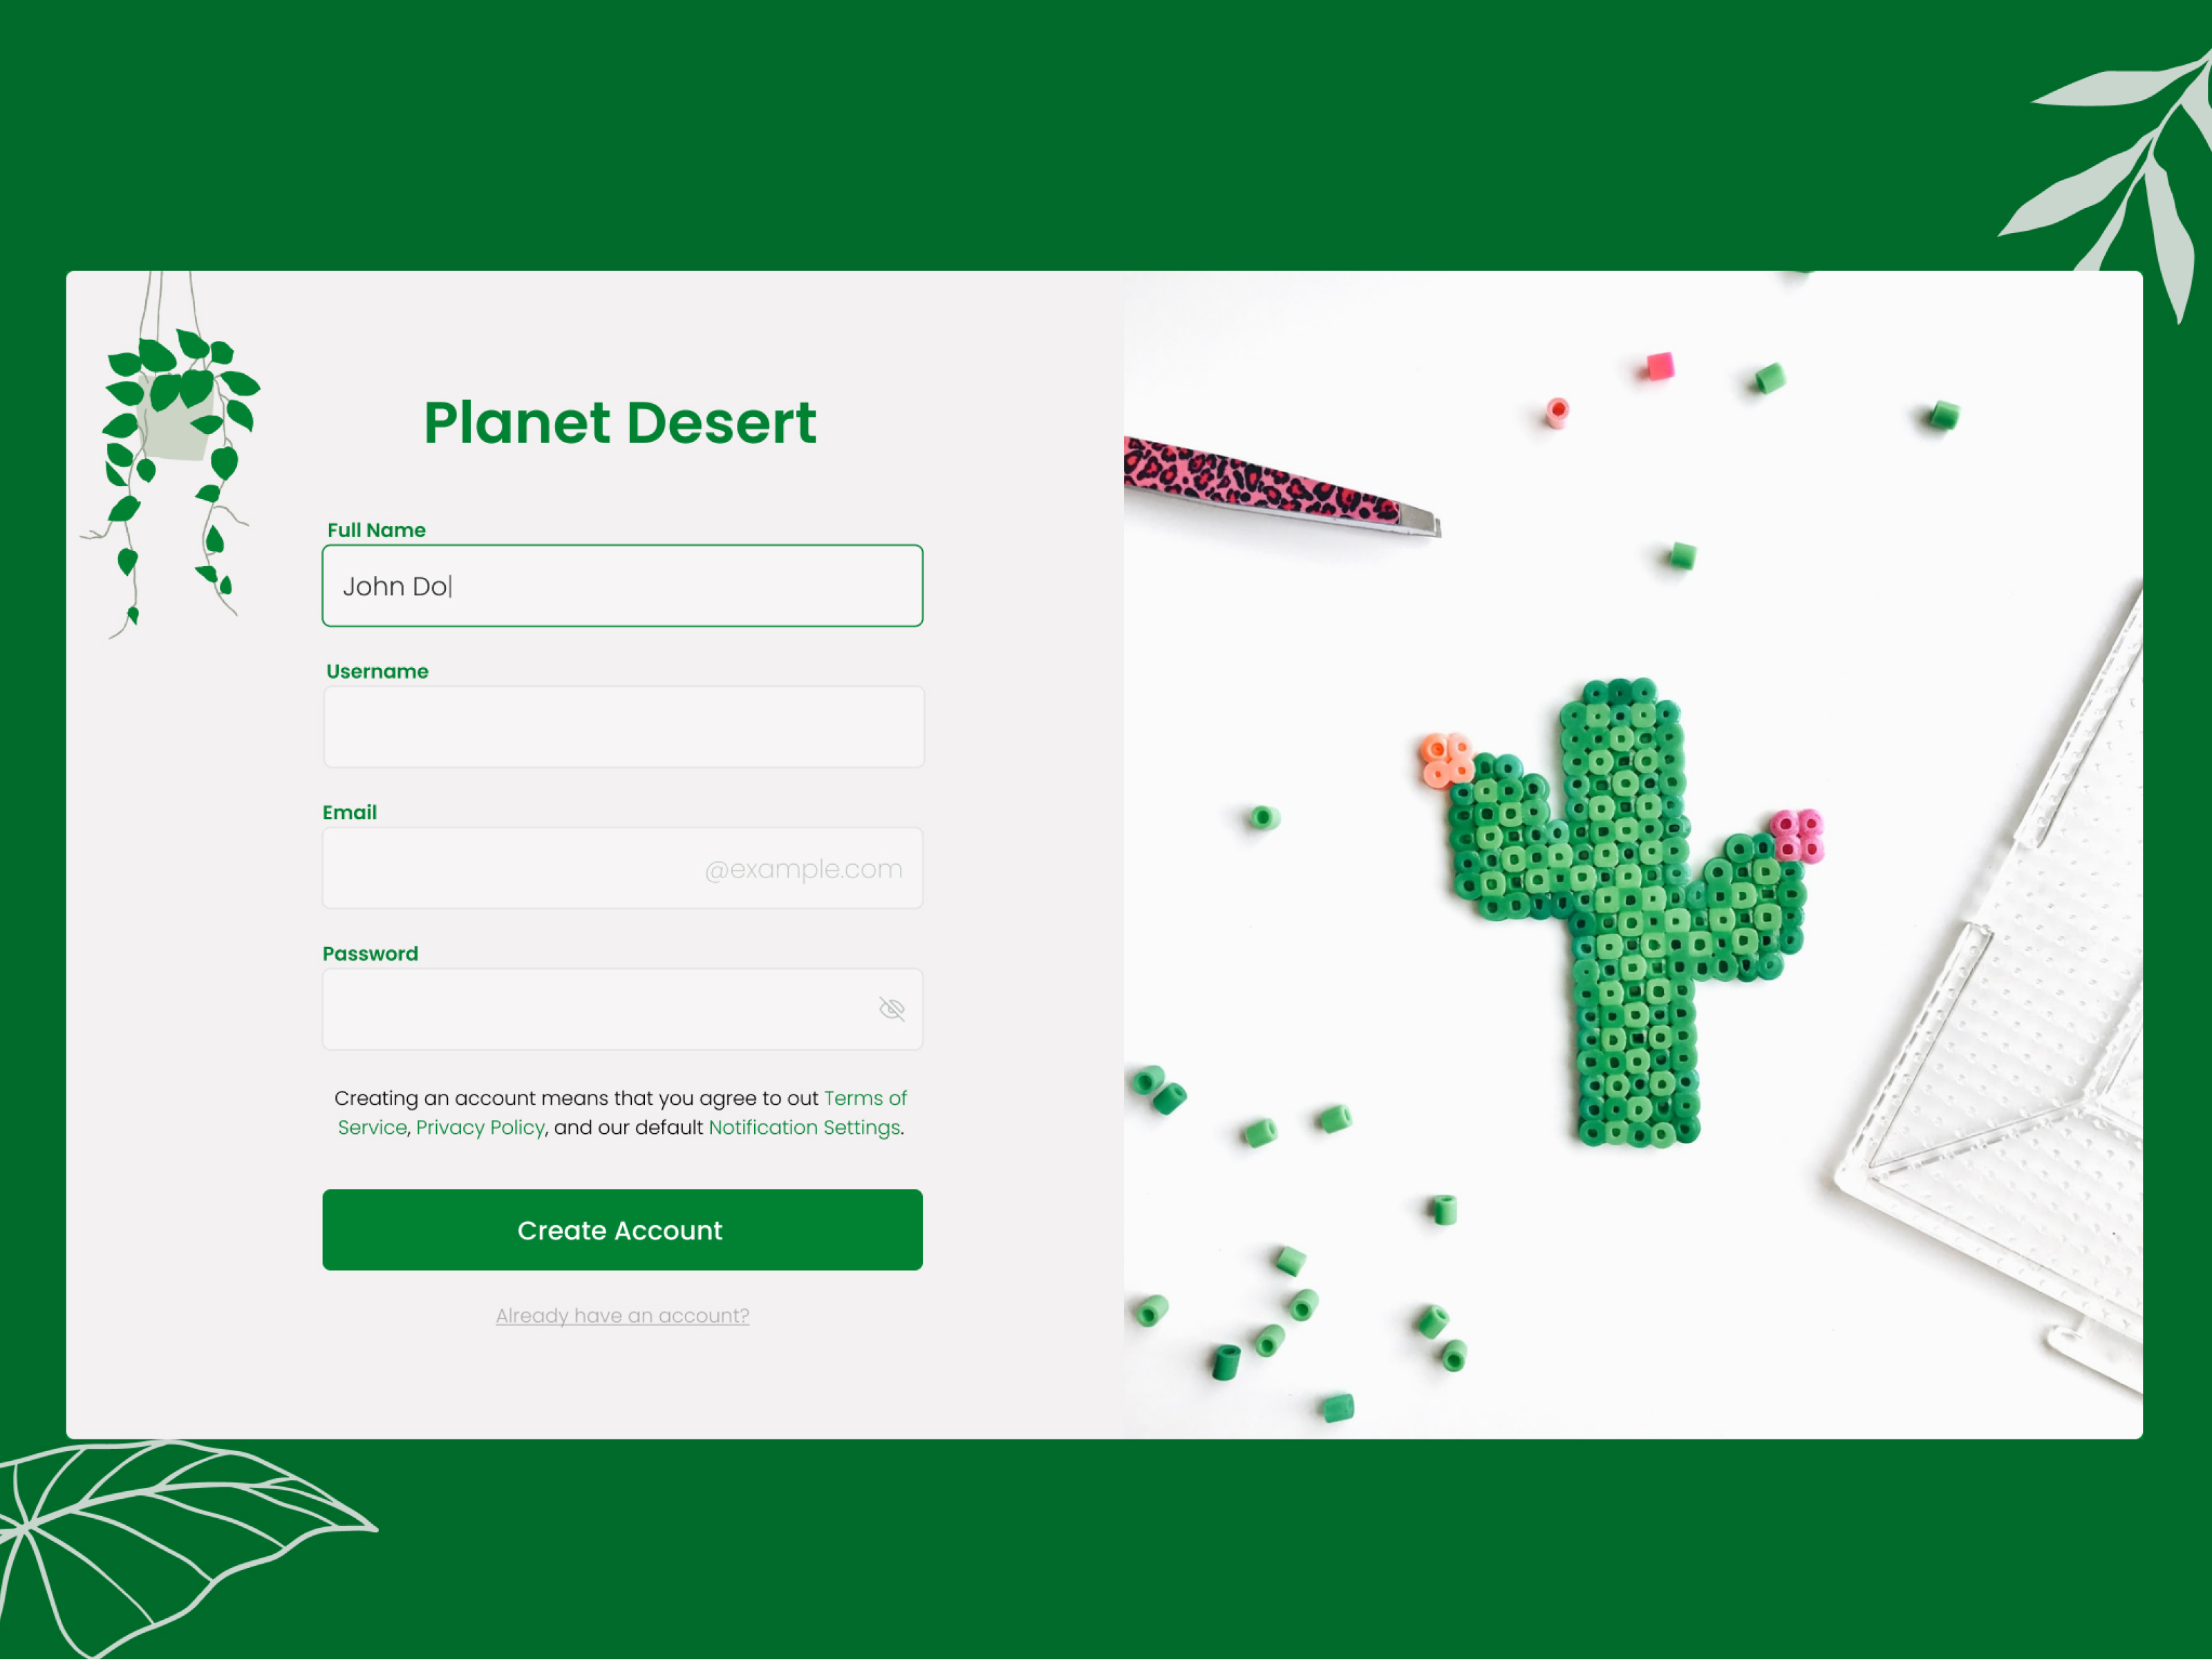 Planet Desert
Full Name
John Do
Username
Email
@example.com
Password
Creating an account means that you agree to out Terms of
Service, Privacy Policy, and our default Notification Settings.
Create Account
Already have an account?